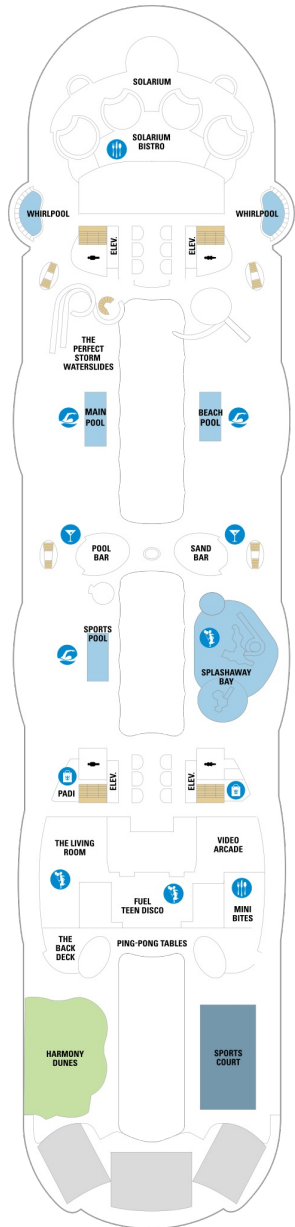 SOLARIUM
SOLARIUM
BISTRO
WHIRLPOOL
WHIRLPOOL
ELEV.
ELEV.
THE
PERFECT
STORM
WATERSLIDES
MAIN
POOL
BEACH
POOL
POOL
BAR
SAND
BAR
SPORTS
POOL
SPLASHAWAY
BAY
PADI
ELEV.
ELEV.
THE LIVING
ROOM
VIDEO
ARCADE
FUEL
TEEN DISCO
MINI
BITES
THE
BACK
DECK
PING-PONG TABLES
HARMONY
DUNES
SPORTS
COURT